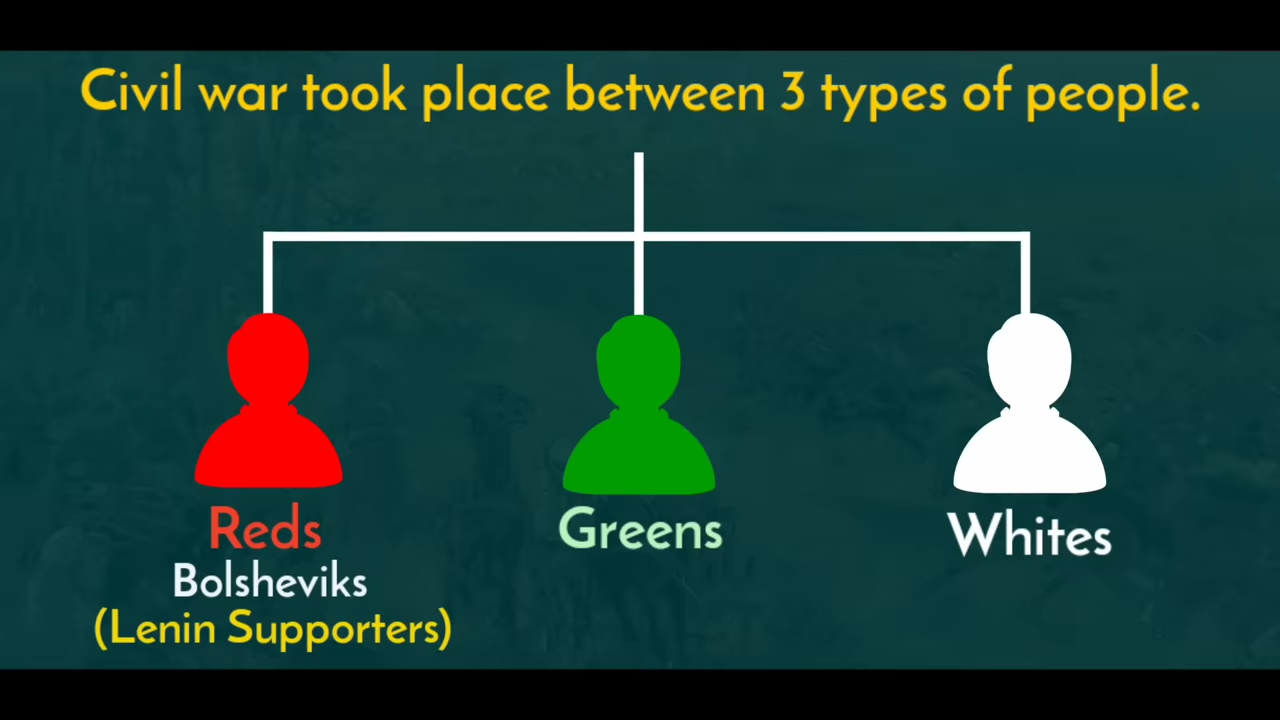 Civil war took place between 3 types of people.
Reds
Greens
Whites
Bolsheviks
(Lenin Supporters)